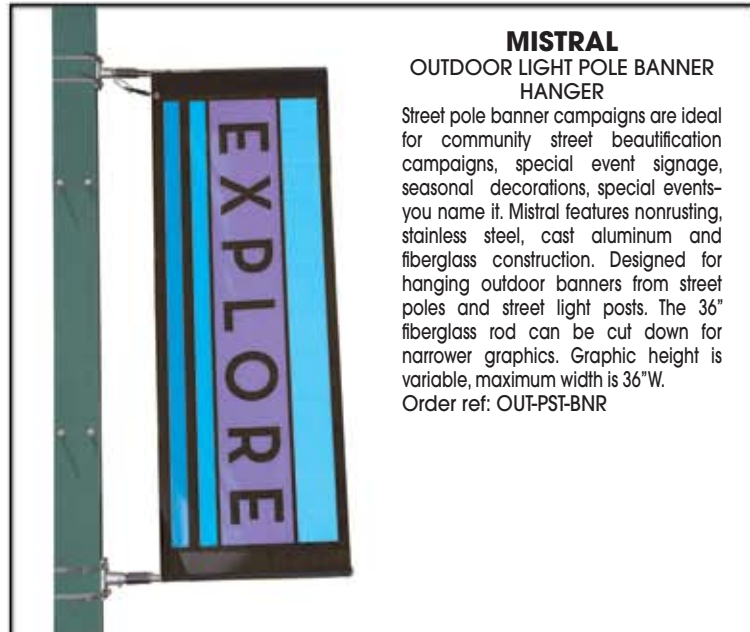 EXPLORE
MISTRAL
OUTDOOR LIGHT POLE BANNER
HANGER
Street pole banner campaigns are ideal
for community street beautification
campaigns, special event signage,
seasonal decorations, special events–
you name it. Mistral features nonrusting,
stainless steel, cast aluminum and
fiberglass construction. Designed for
hanging outdoor banners from street
poles and street light posts. The 36”
fiberglass rod can be cut down for
narrower graphics. Graphic height is
variable, maximum width is 36”W.
Order ref: OUT-PST-BNR